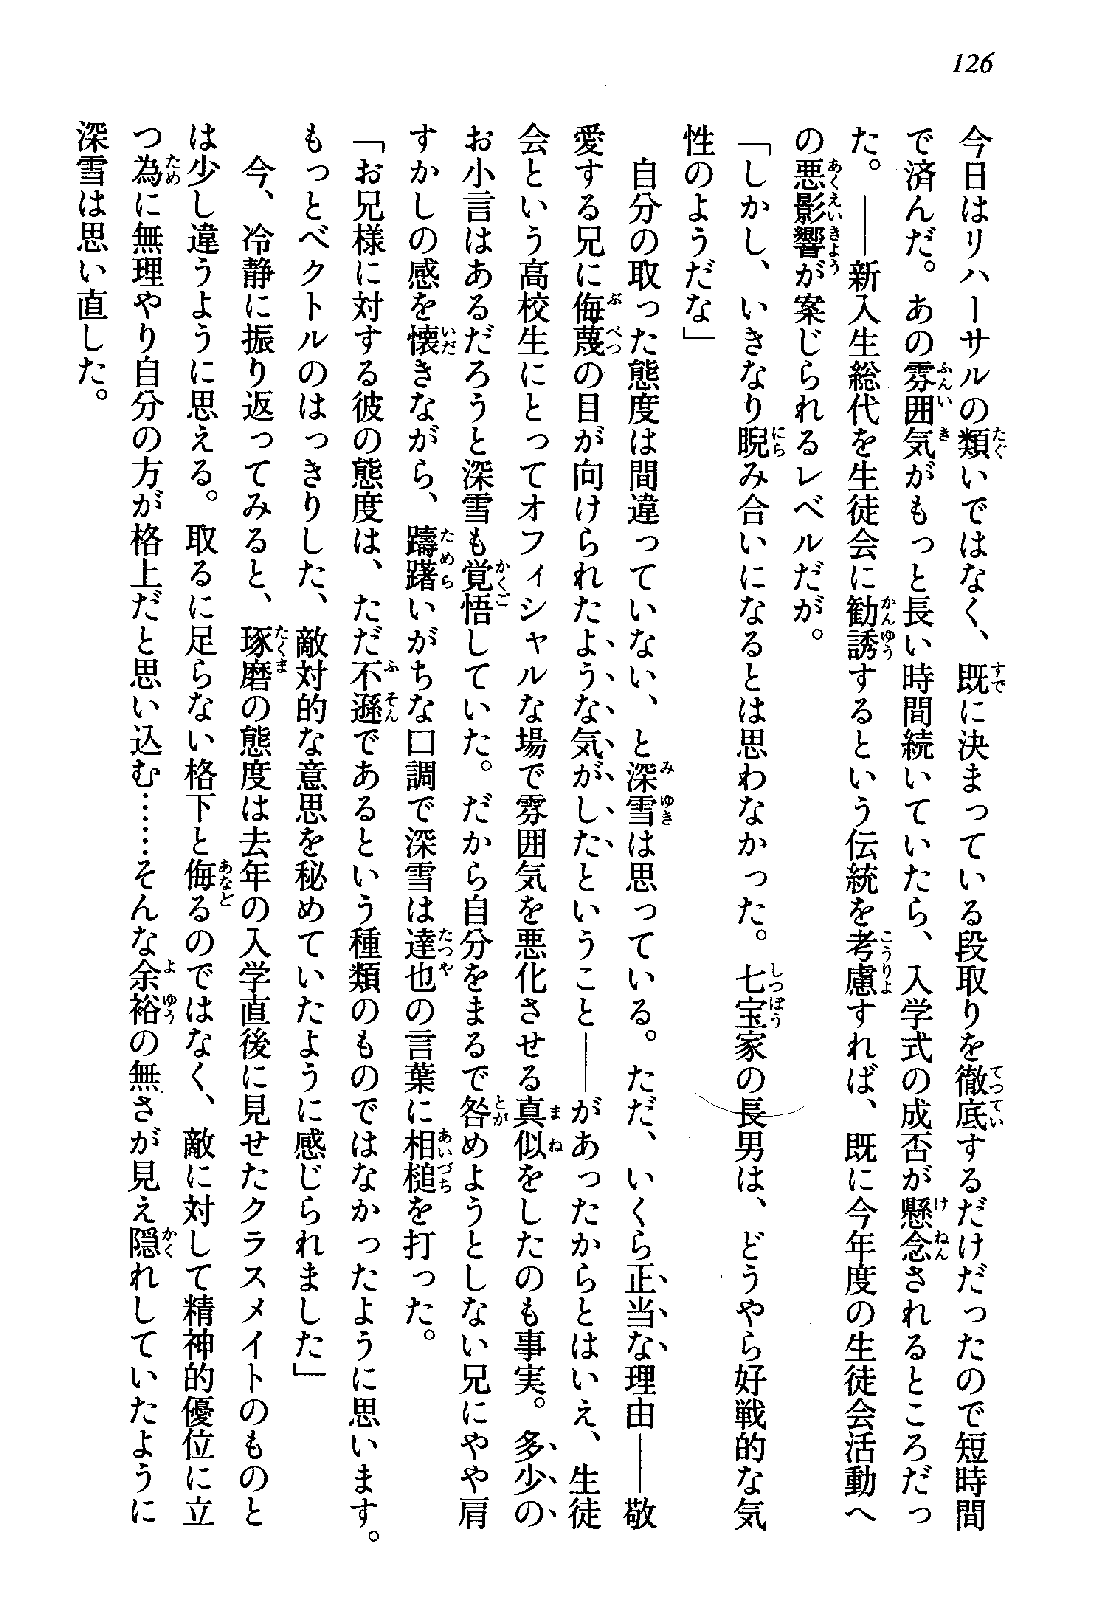 126
今日はリハーサルの類いではなく、既に決まっている段取りを徹底するだけだったので短時間
で済んだ。あの雰囲気がもっと長い時間続いていたら、入学式の成否が懸念されるところだっ
た。――新入生総代を生徒会に勧誘するという伝統を考慮すれば、既に今年度の生徒会活動へ
の悪影響が案じられるレベルだが。
「しかし、いきなり睨み合いになるとは思わなかった。七宝家の長男は、どうやら好戦的な気
性のようだな」
自分の取った態度は間違っていない、と深雪は思っている。ただ、いくら正当な理由――敬
愛する兄に侮蔑の目が向けられたような気がしたということ――があったからとはいえ、生徒
会という高校生にとってオフィシャルな場で雰囲気を悪化させる真似をしたのも事実。多少の
お小言はあるだろうと深雪も覚悟していた。だから自分をまるで咎めようとしない兄にやや肩
すかしの感を懐きながら、躊躇いがちな口調で深雪は達也の言葉に相槌を打った。
「お兄様に対する彼の態度は、ただ不遜であるという種類のものではなかったように思います。
もっとベクトルのはっきりした、敵対的な意思を秘めていたように感じられました」
今、冷静に振り返ってみると、琢磨の態度は去年の入学直後に見せたクラスメイトのものと
は少し違うように思える。取るに足らない格下と侮るのではなく、敵に対して精神的優位に立
つ為に無理やり自分の方が格上だと思い込む……そんな余裕の無さが見え隠れしていたように
深雪は思い直した。